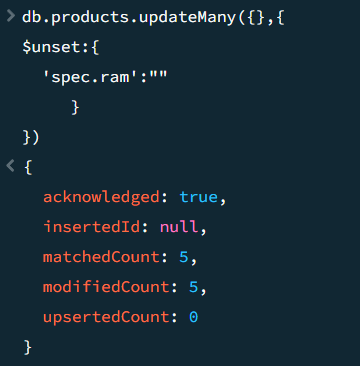 > db.products.updateMany({},{
$unset:{
'spec.ram':""
}
})
< {
acknowledged: true,
insertedId: null,
matchedCount: 5,
modifiedCount: 5,
upsertedCount: 0
}